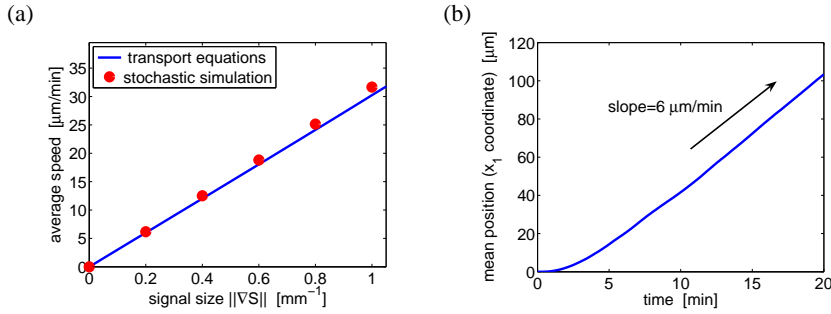 (a)
transport equations
stochastic simulation
average speed [μm/min]
35
30
25
20
15
10
5
0
0 0.2 0.4 0.6 0.8 1
signal size ||∇S|| [mm⁻¹]
(b)
mean position (x₁ coordinate) [μm]
120
100
80
60
40
20
0
slope=6 μm/min
0 5 10 15 20
time [min]